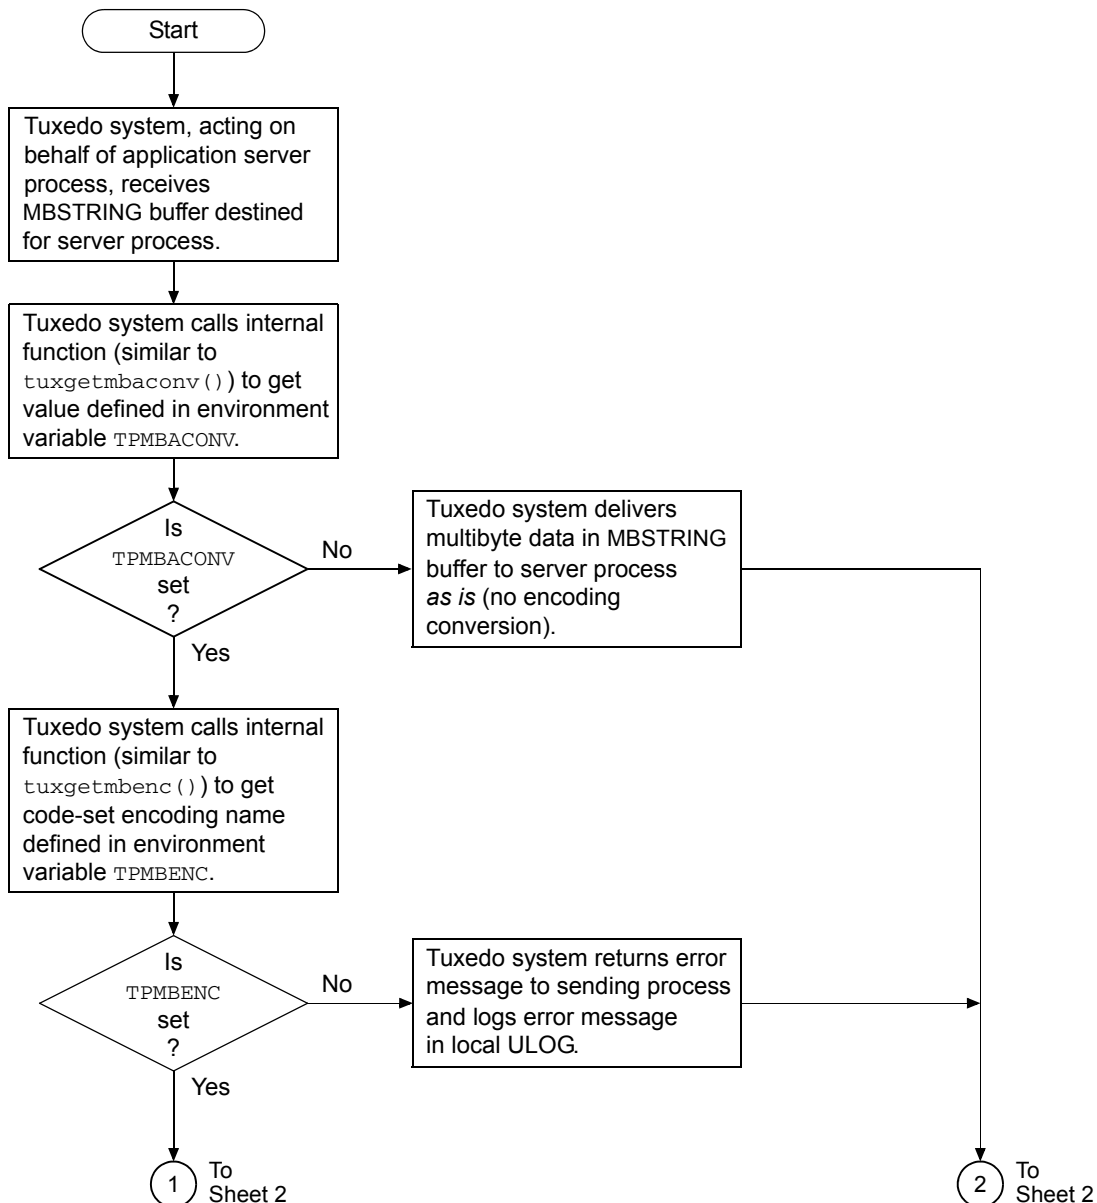 Start
Tuxedo system, acting on
behalf of application server
process, receives
MBSTRING buffer destined
for server process.
Tuxedo system calls internal
function (similar to
tuxgetmbaconv()) to get
value defined in environment
variable TPMBACONV.
Is
TPMBACONV
set
?
No
Tuxedo system delivers
multibyte data in MBSTRING
buffer to server process
as is (no encoding
conversion).
Yes
Tuxedo system calls internal
function (similar to
tuxgetmbenc()) to get
code-set encoding name
defined in environment
variable TPMBENC.
Is
TPMBENC
set
?
No
Tuxedo system returns error
message to sending process
and logs error message
in local ULOG.
Yes
1
To
Sheet 2
2
To
Sheet 2